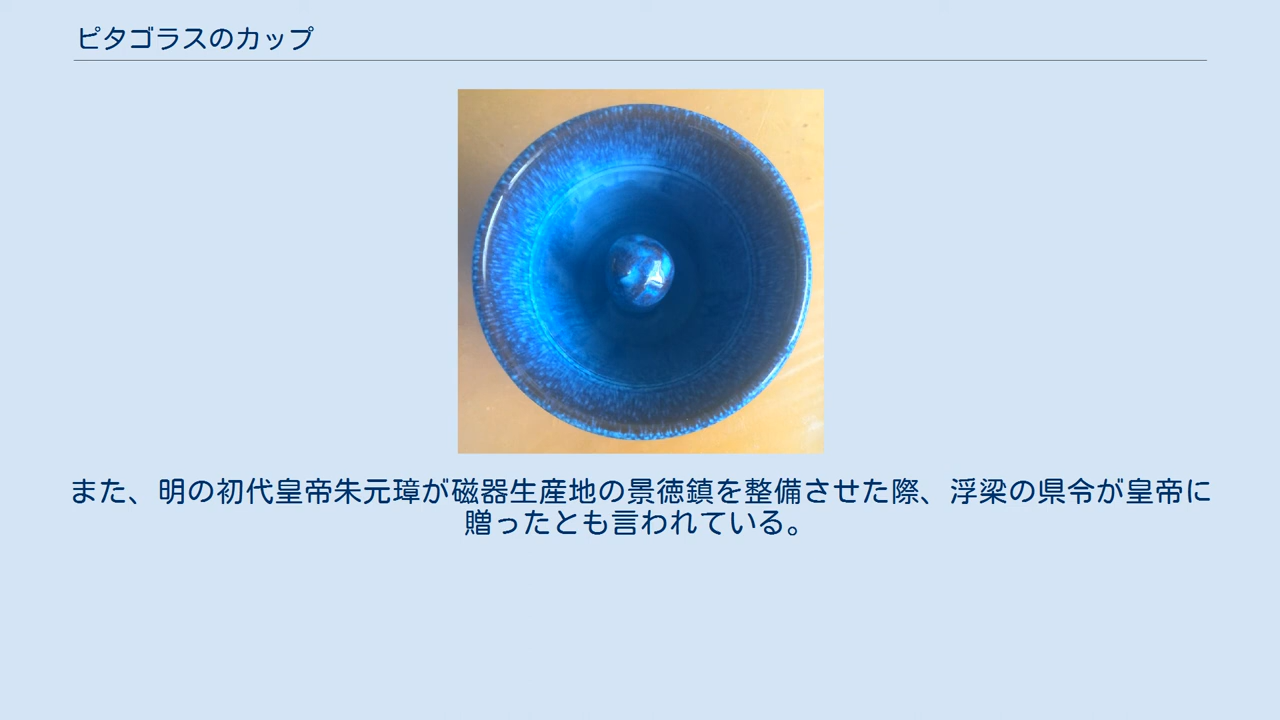 ピタゴラスのカップ
また、明の初代皇帝朱元璋が磁器生産地の景徳鎮を整備させた際、浮梁の県令が皇帝に
贈ったとも言われている。